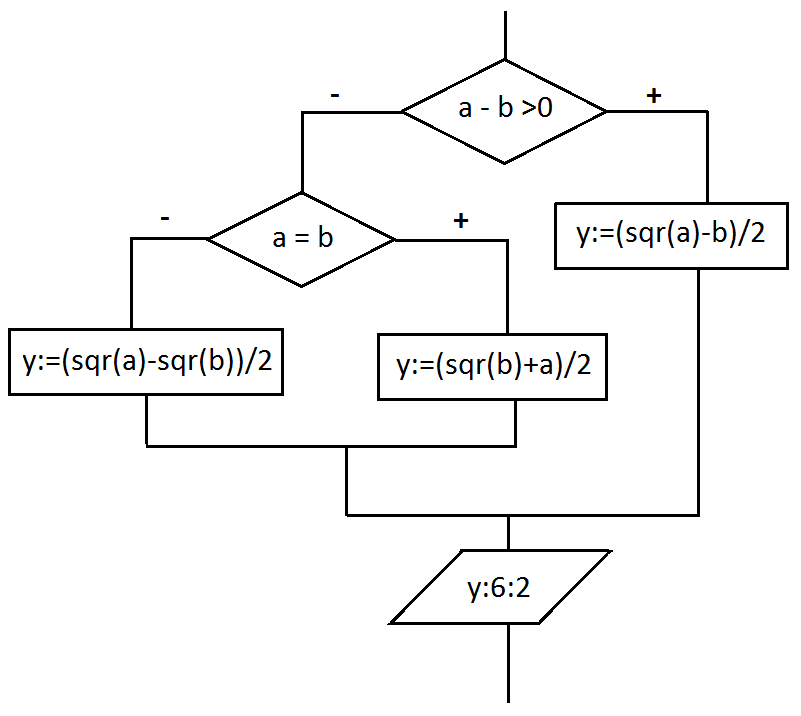 -
+
a - b >0
-
+
a = b
y:=(sqr(a)-b)/2
y:=(sqr(a)-sqr(b))/2
y:=(sqr(b)+a)/2
y:6:2